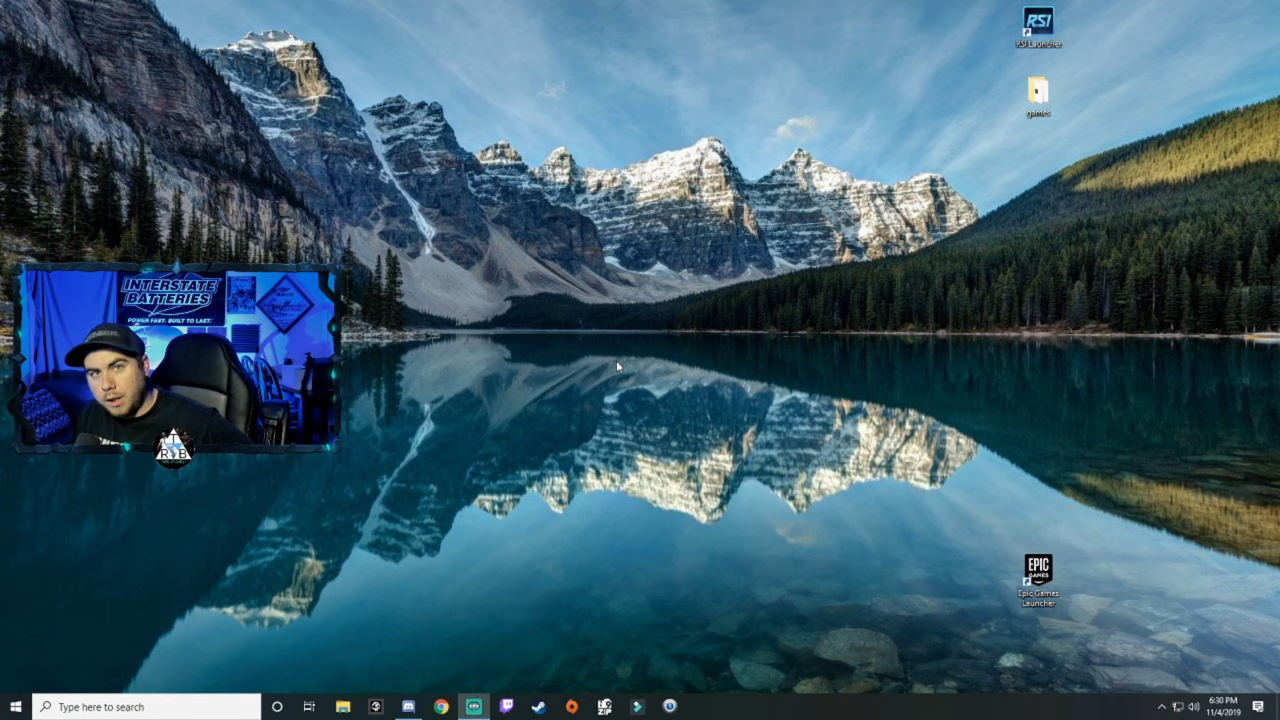 RSI
RSI Launcher
games
INTERSTATE
BATTERIES
POWER FAST. BUILT TO LAST.
R B
EPIC
GAMES
Epic Games
Launcher
Type here to search
ZIP
6:30 PM
11/4/2019